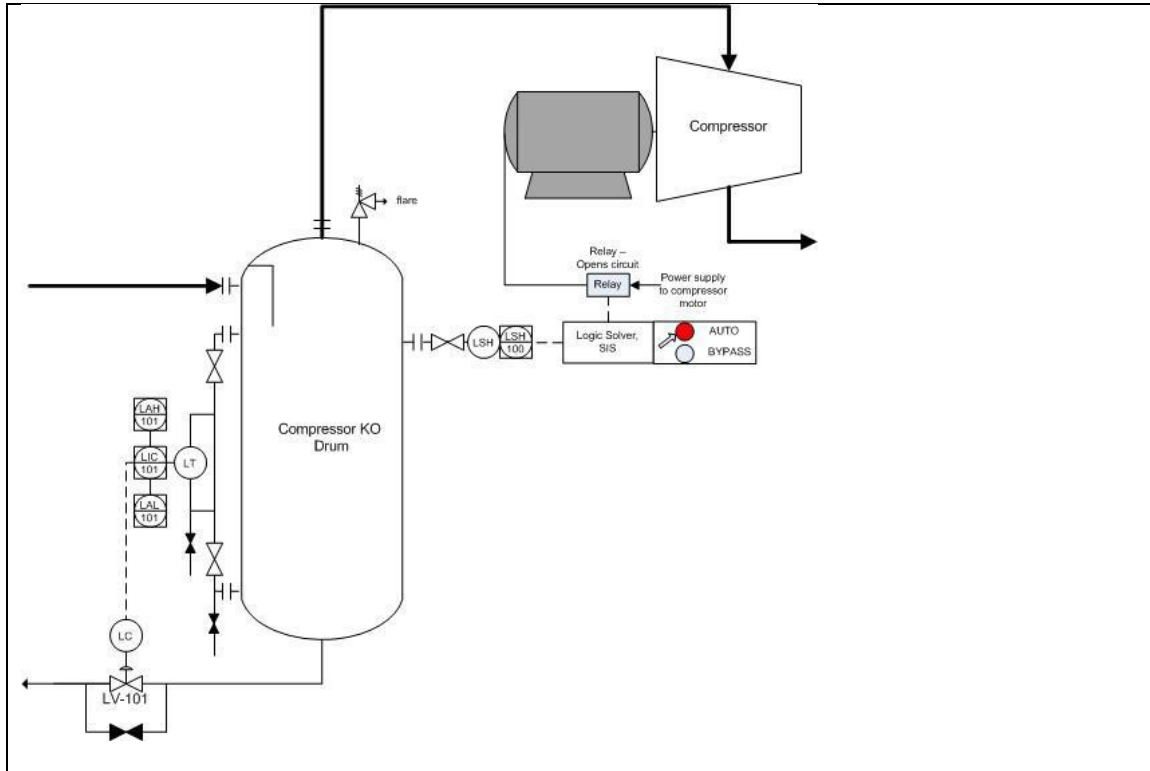 Compressor
flare
Relay –
Opens circuit
Relay
Power supply
to compressor
motor
LSH
LSH
100
Logic Solver,
SIS
AUTO
BYPASS
LAH
101
LIC
101
LT
LAL
101
Compressor KO
Drum
LC
LV-101